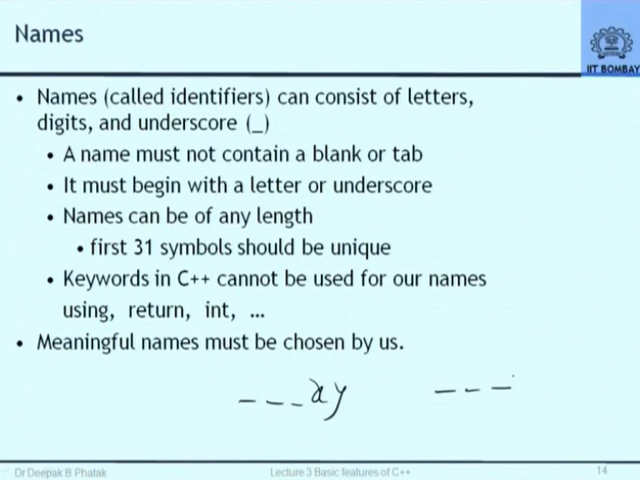 Names
IIT BOMBAY
• Names (called identifiers) can consist of letters,
digits, and underscore (_)
• A name must not contain a blank or tab
• It must begin with a letter or underscore
• Names can be of any length
• first 31 symbols should be unique
• Keywords in C++ cannot be used for our names
using, return, int, ...
• Meaningful names must be chosen by us.
Dr Deepak B Phatak
Lecture 3 Basic features of C++
14